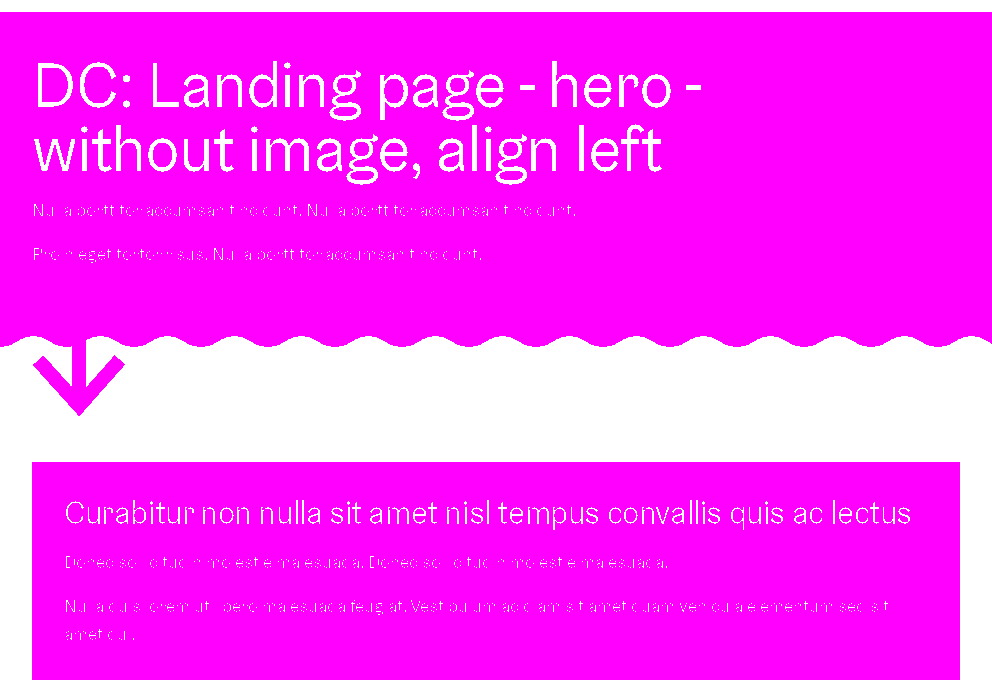 DC: Landing page - hero -
without image, align left
Nulla porttitor accumsan tincidunt. Nulla porttitor accumsan tincidunt.
Proin eget tortor risus. Nulla porttitor accumsan tincidunt.
Curabitur non nulla sit amet nisl tempus convallis quis ac lectus
Donec sollicitudin molestie malesuada. Donec sollicitudin molestie malesuada.
Nulla quis lorem ut libero malesuada feugiat. Vestibulum ac diam sit amet quam vehicula elementum sed sit
amet dui.